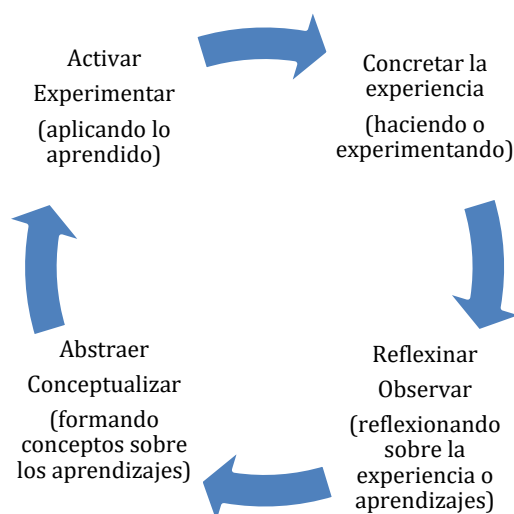 Activar
Experimentar
(aplicando lo
aprendido)
Concretar la
experiencia
(haciendo o
experimentando)
Reflexinar
Observar
(reflexionando
sobre la
experiencia o
aprendizajes)
Abstraer
Conceptualizar
(formando
conceptos sobre
los aprendizajes)